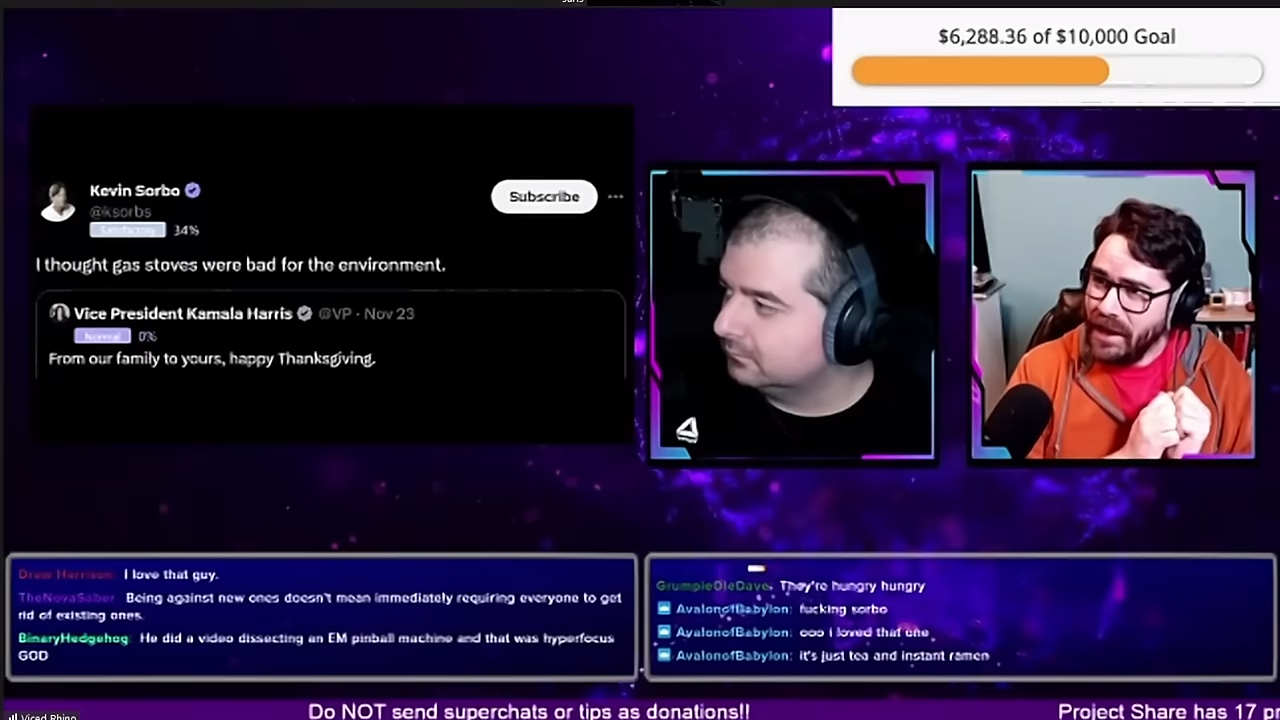 $6,288.36 of $10,000 Goal
Kevin Sorbo
@ksorbs
Subscribe
Satisfactory 34%
I thought gas stoves were bad for the environment.
Vice President Kamala Harris @VP · Nov 23
Normal 0%
From our family to yours, happy Thanksgiving.
Drew Harrison: I love that guy.
TheNovaSaber Being against new ones doesn't mean immediately requiring everyone to get
rid of existing ones.
BinaryHedgehog He did a video dissecting an EM pinball machine and that was hyperfocus
GOD
GrumpieOleDave: They're hungry hungry
AvalonofBabylon: fucking sorbo
AvalonofBabylon: ooo i loved that one
AvalonofBabylon: it's just tea and instant ramen
Do NOT send superchats or tips as donations!!
Project Share has 17 pr
Viced Rhino